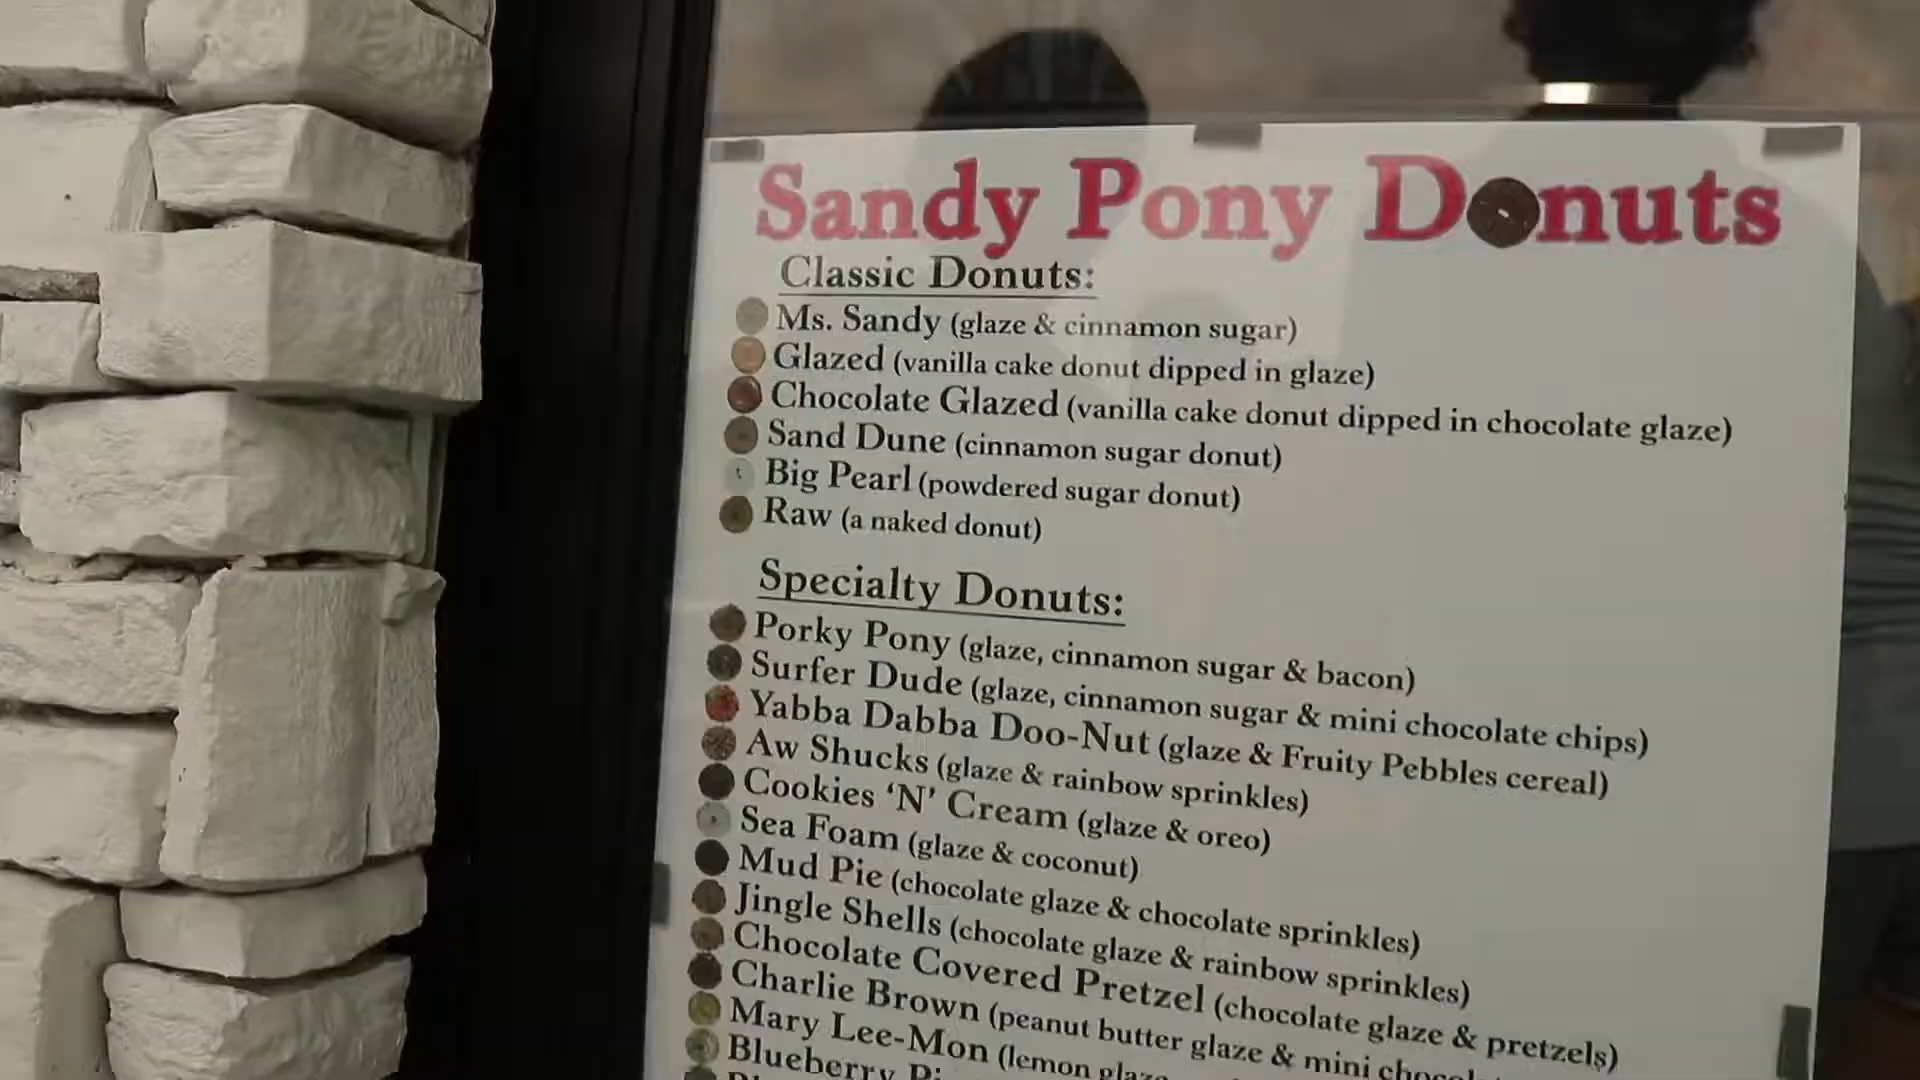 Sandy Pony Donuts
Classic Donuts:
Ms. Sandy (glaze & cinnamon sugar)
Glazed (vanilla cake donut dipped in glaze)
Chocolate Glazed (vanilla cake donut dipped in chocolate glaze)
Sand Dune (cinnamon sugar donut)
Big Pearl (powdered sugar donut)
Raw (a naked donut)
Specialty Donuts:
Porky Pony (glaze, cinnamon sugar & bacon)
Surfer Dude (glaze, cinnamon sugar & mini chocolate chips)
Yabba Dabba Doo-Nut (glaze & Fruity Pebbles cereal)
Aw Shucks (glaze & rainbow sprinkles)
Cookies ‘N’ Cream (glaze & oreo)
Sea Foam (glaze & coconut)
Mud Pie (chocolate glaze & chocolate sprinkles)
Jingle Shells (chocolate glaze & rainbow sprinkles)
Chocolate Covered Pretzel (chocolate glaze & pretzels)
Charlie Brown (peanut butter glaze & mini
Mary Lee-Mon (lemon
Blueberry